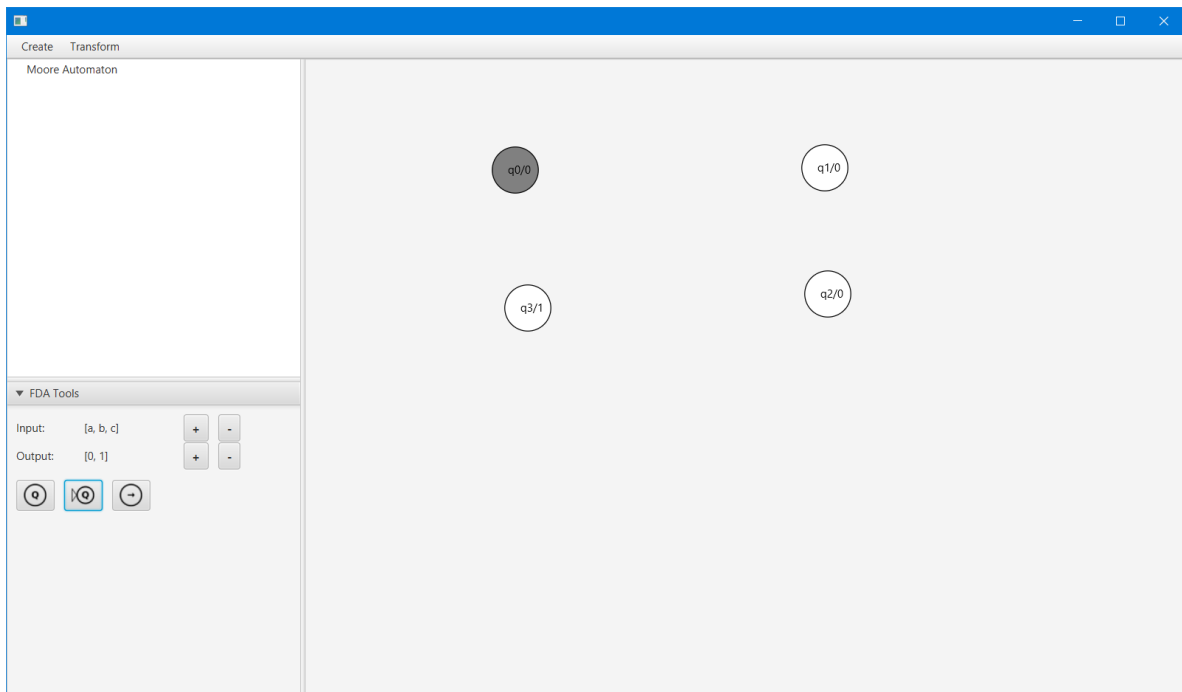 Create Transform
Moore Automaton
q0/0
q1/0
q3/1
q2/0
FDA Tools
Input: [a, b, c] + -
Output: [0, 1] + -
Q Q →